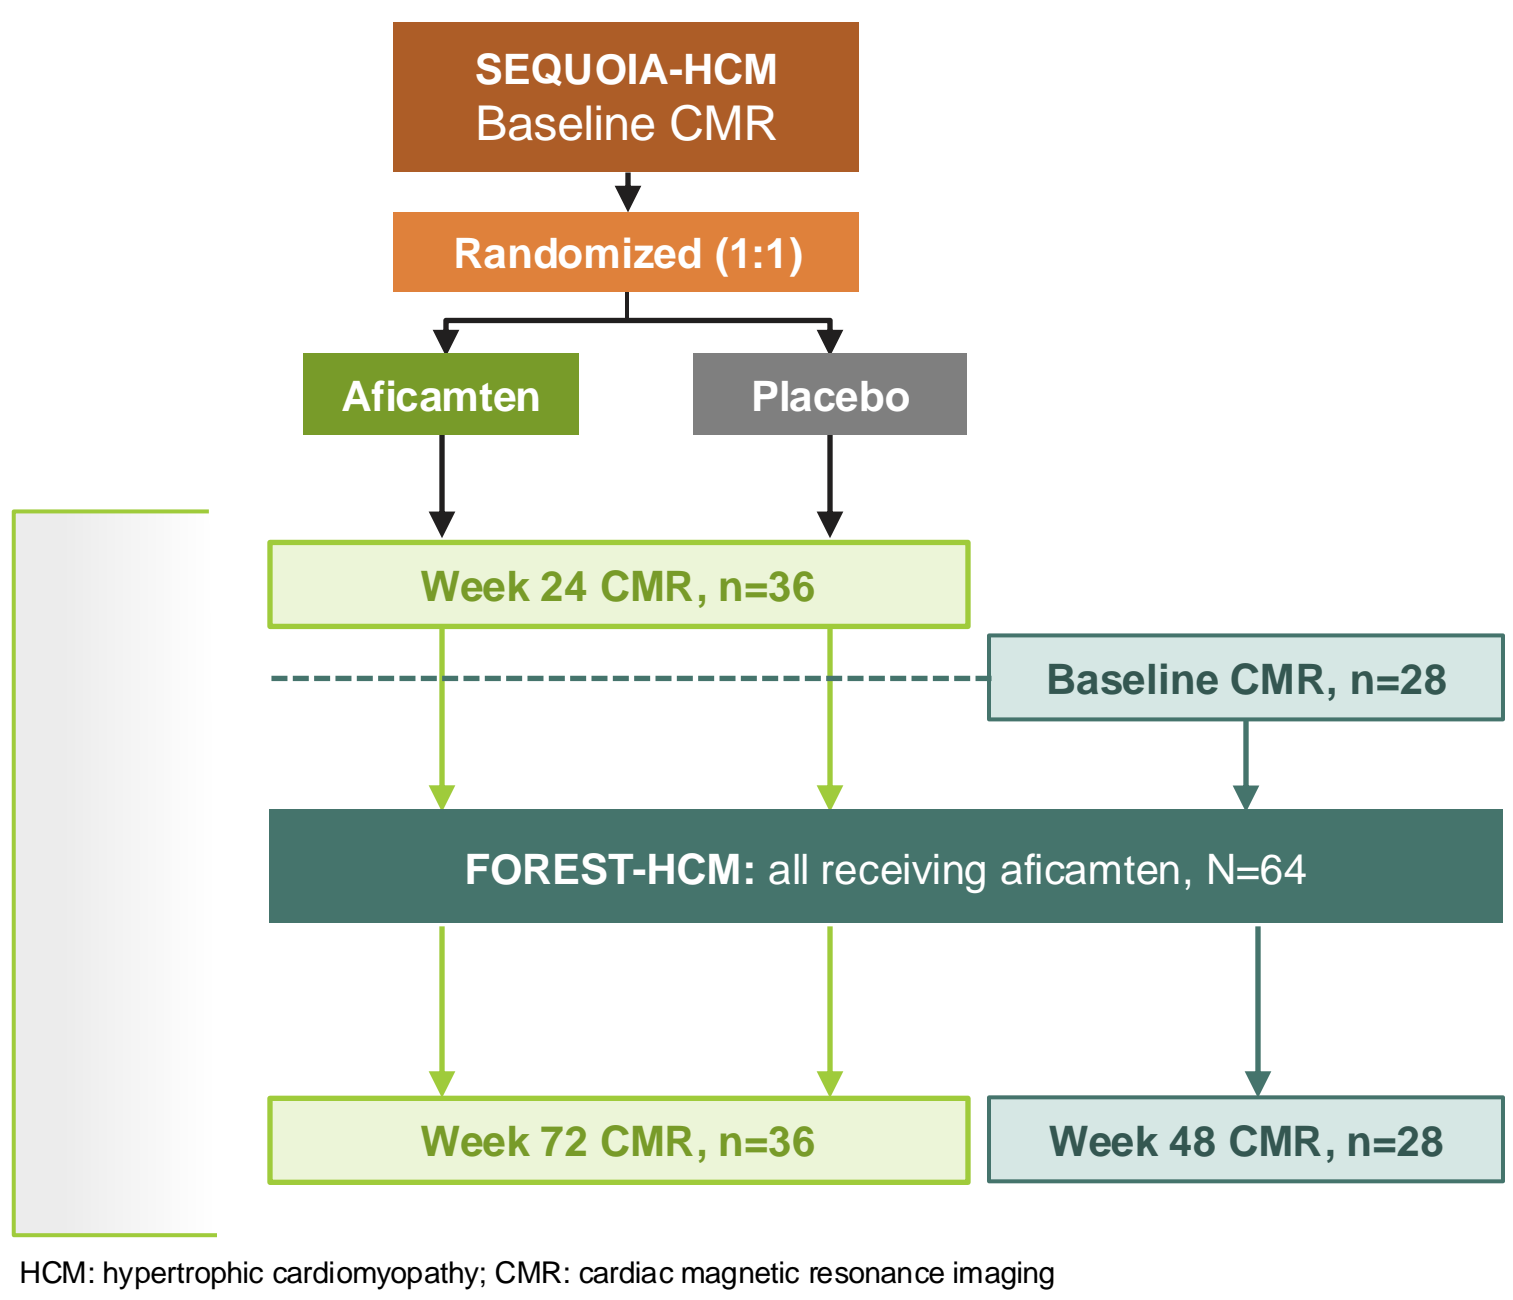 SEQUOIA-HCM
Baseline CMR
Randomized (1:1)
Aficamten
Placebo
Week 24 CMR, n=36
Baseline CMR, n=28
FOREST-HCM: all receiving aficamten, N=64
Week 72 CMR, n=36
Week 48 CMR, n=28
HCM: hypertrophic cardiomyopathy; CMR: cardiac magnetic resonance imaging